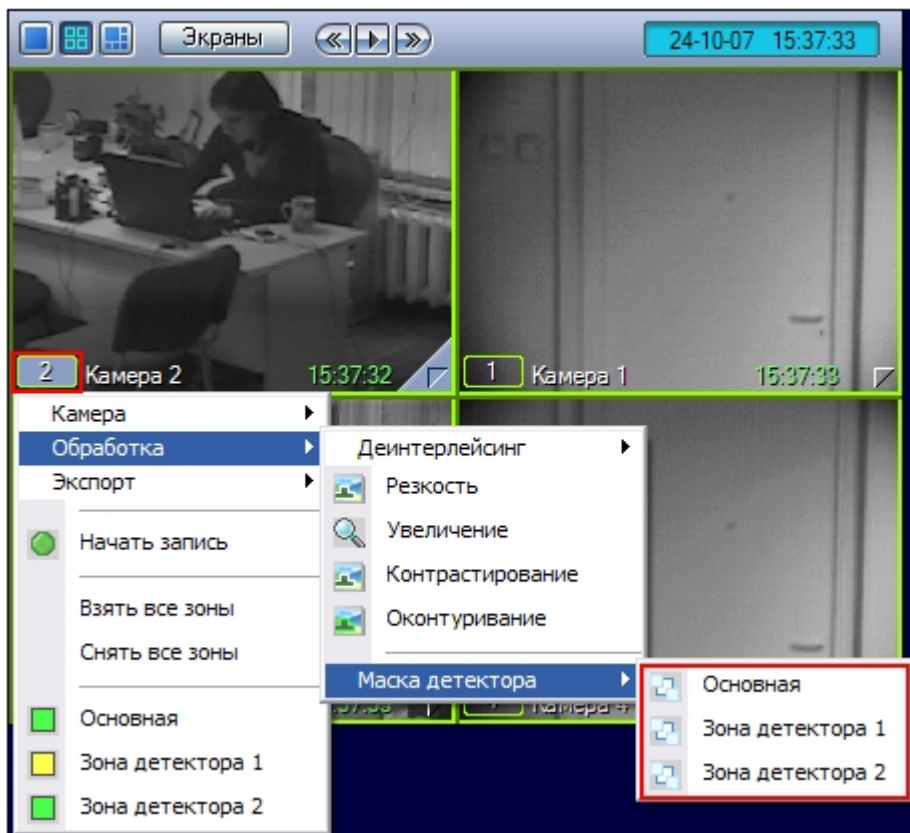 Экраны
24-10-07 15:37:33
2 Камера 2 15:37:32
1 Камера 1 15:37:33
Камера
Обработка
Экспорт
Начать запись
Взять все зоны
Снять все зоны
Основная
Зона детектора 1
Зона детектора 2
Деинтерлейсинг
Резкость
Увеличение
Контрастирование
Оконтуривание
Маска детектора
Камера 4
Основная
Зона детектора 1
Зона детектора 2